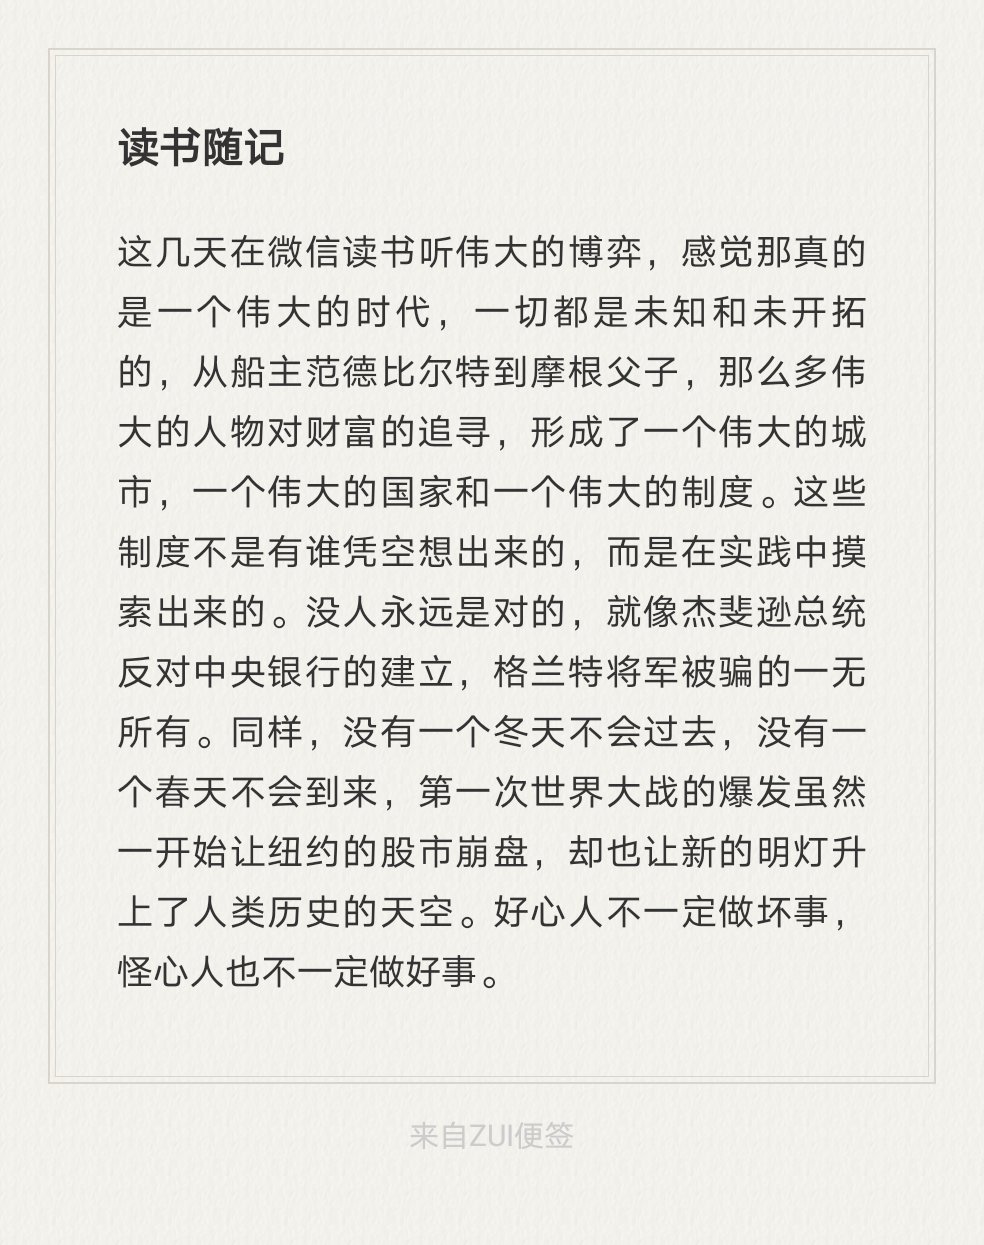 读书随记
这几天在微信读书听伟大的博弈，感觉那真的
是一个伟大的时代，一切都是未知和未开拓
的，从船主范德比尔特到摩根父子，那么多伟
大的人物对财富的追寻，形成了一个伟大的城
市，一个伟大的国家和一个伟大的制度。这些
制度不是有谁凭空想出来的，而是在实践中摸
索出来的。没人永远是对的，就像杰斐逊总统
反对中央银行的建立，格兰特将军被骗的一无
所有。同样，没有一个冬天不会过去，没有一
个春天不会到来，第一次世界大战的爆发虽然
一开始让纽约的股市崩盘，却也让新的明灯升
上了人类历史的天空。好心人不一定做坏事，
怪心人也不一定做好事。
来自ZUI便签